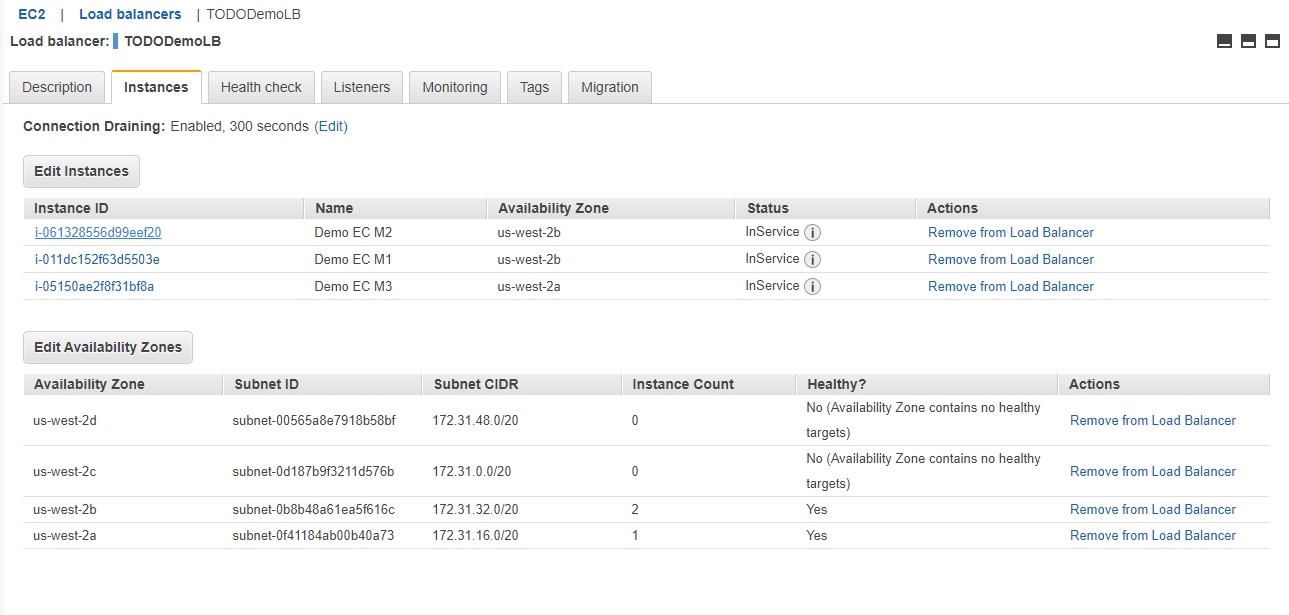 EC2 | Load balancers | TODODemoLB
Load balancer: TODODemoLB
Description Instances Health check Listeners Monitoring Tags Migration
Connection Draining: Enabled, 300 seconds (Edit)
Edit Instances
Instance ID Name Availability Zone Status Actions
i-061328556d99eef20 Demo EC M2 us-west-2b InService i Remove from Load Balancer
i-011dc152f63d5503e Demo EC M1 us-west-2b InService i Remove from Load Balancer
i-05150ae2f8f31bf8a Demo EC M3 us-west-2a InService i Remove from Load Balancer
Edit Availability Zones
Availability Zone Subnet ID Subnet CIDR Instance Count Healthy? Actions
us-west-2d subnet-00565a8e7918b58bf 172.31.48.0/20 0 No (Availability Zone contains no healthy
targets) Remove from Load Balancer
us-west-2c subnet-0d187b9f3211d576b 172.31.0.0/20 0 No (Availability Zone contains no healthy
targets) Remove from Load Balancer
us-west-2b subnet-0b8b48a61ea5f616c 172.31.32.0/20 2 Yes Remove from Load Balancer
us-west-2a subnet-0f41184ab00b40a73 172.31.16.0/20 1 Yes Remove from Load Balancer